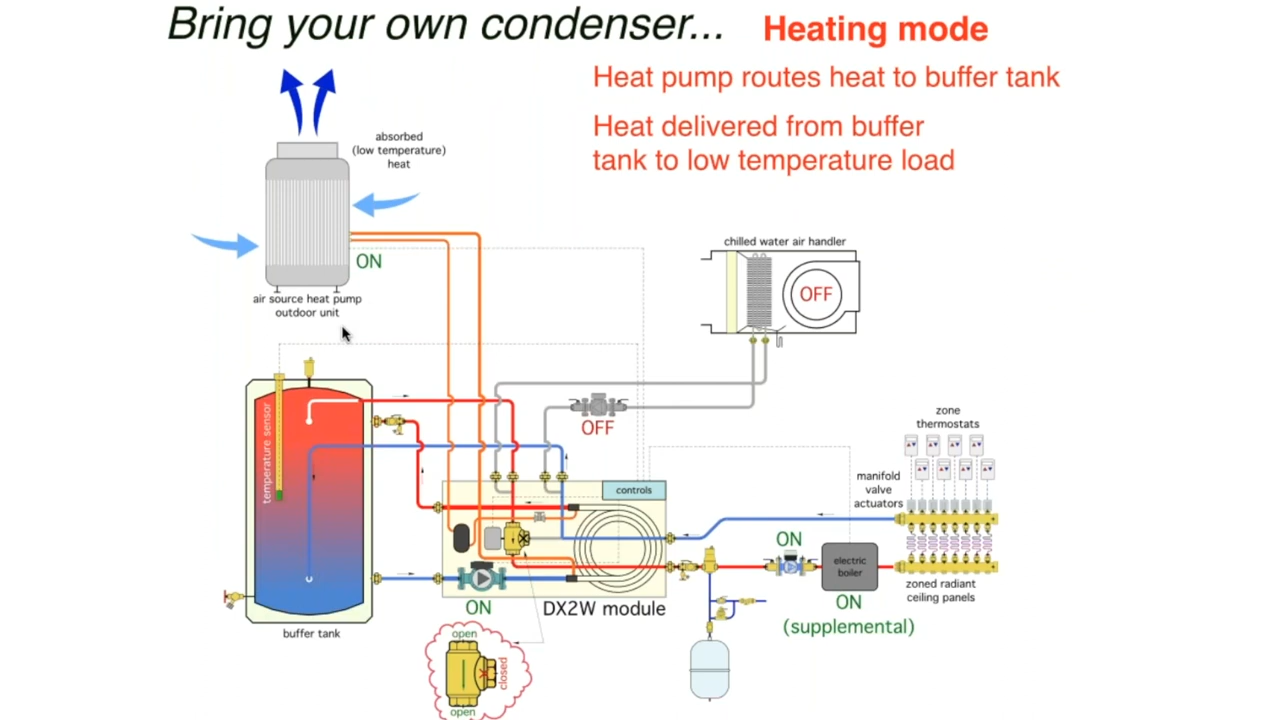 Bring your own condenser...
Heating mode
Heat pump routes heat to buffer tank
Heat delivered from buffer
tank to low temperature load
absorbed
(low temperature)
heat
ON
air source heat pump
outdoor unit
chilled water air handler
OFF
OFF
temperature sensor
zone
thermostats
manifold
valve
actuators
controls
ON
electric
boiler
ON
(supplemental)
zoned radiant
ceiling panels
ON
DX2W module
buffer tank
open
closed
open